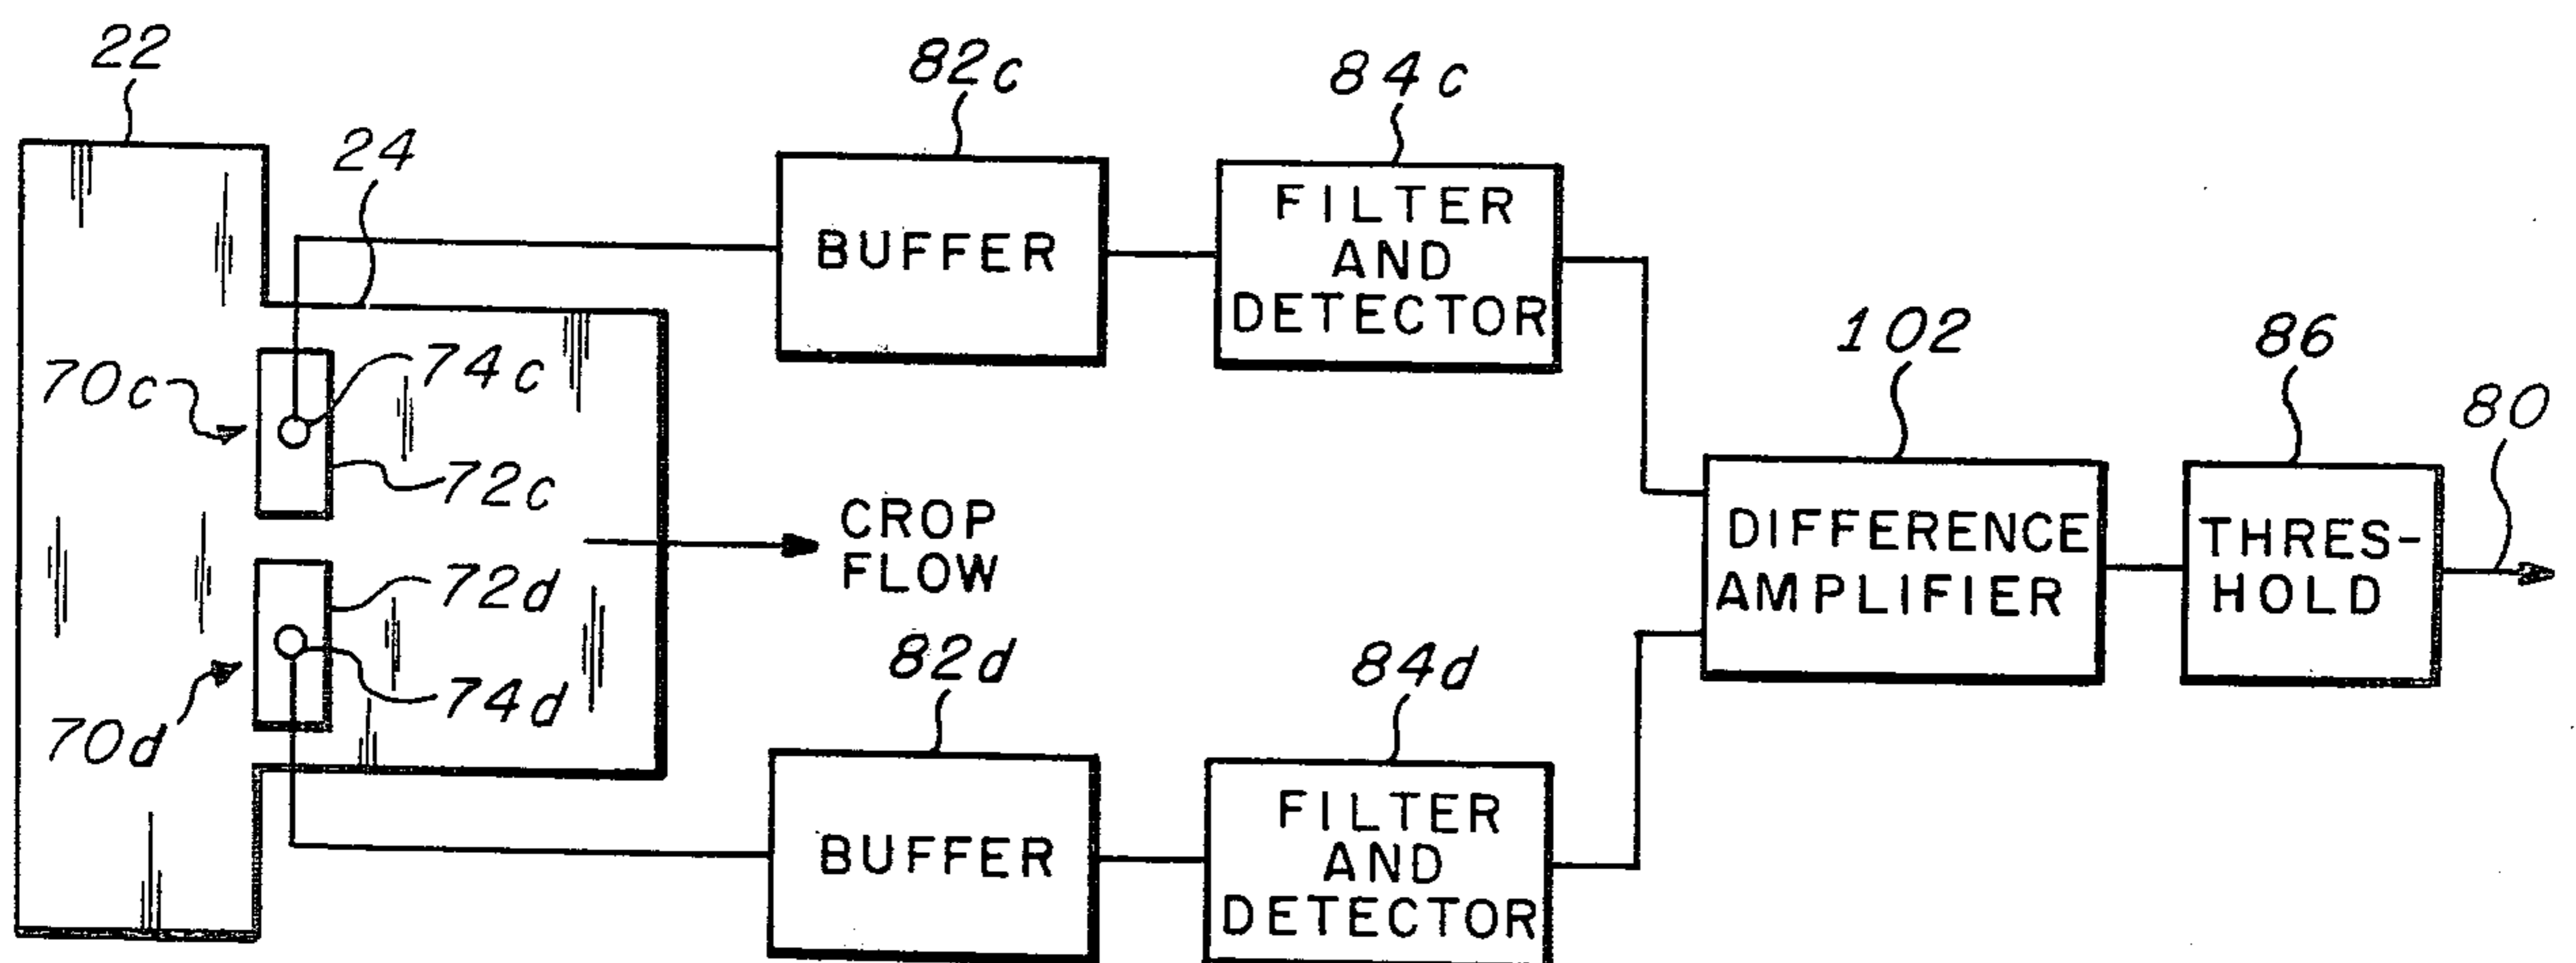 22
24
82c
84c
BUFFER
FILTER
AND
DETECTOR
70c
74c
72c
102
86
80
CROP
FLOW
DIFFERENCE
AMPLIFIER
THRES-
HOLD
72d
74d
70d
82d
84d
BUFFER
FILTER
AND
DETECTOR